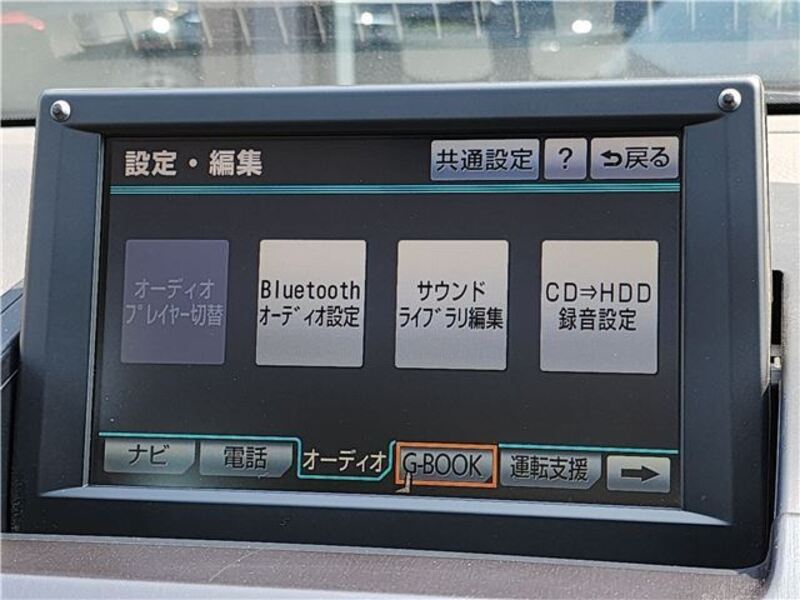 設定・編集
共通設定
?
戻る
オーディオ
プレイヤー切替
Bluetooth
オーディオ設定
サウンド
ライブラリ編集
CD⇒HDD
録音設定
ナビ
電話
オーディオ
G-BOOK
運転支援